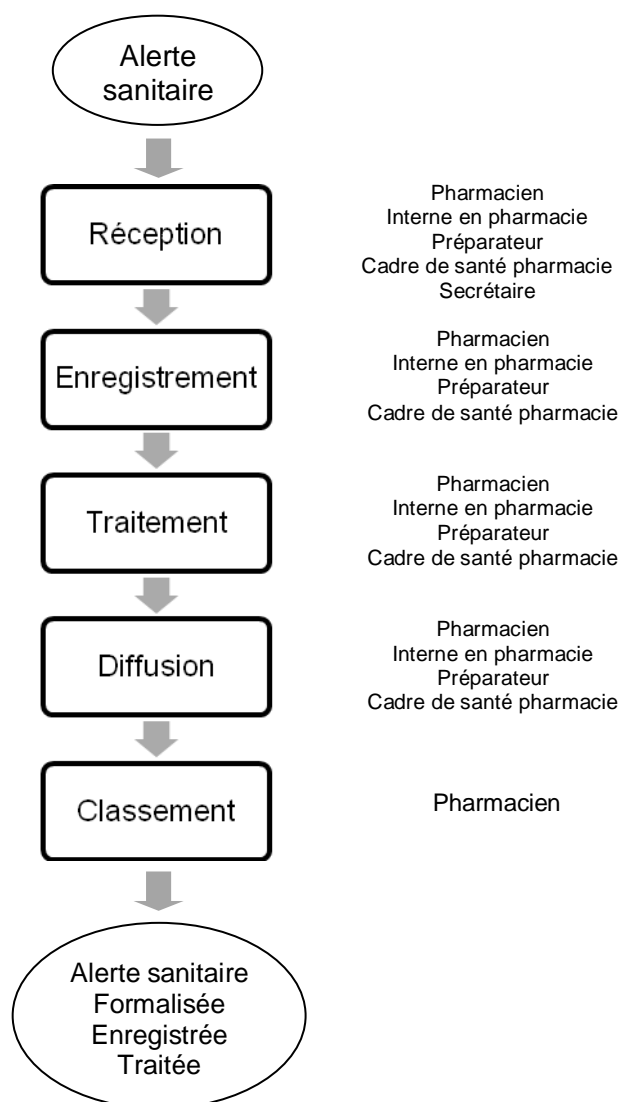 Alerte
sanitaire
Réception
Pharmacien
Interne en pharmacie
Préparateur
Cadre de santé pharmacie
Secrétaire
Enregistrement
Pharmacien
Interne en pharmacie
Préparateur
Cadre de santé pharmacie
Traitement
Pharmacien
Interne en pharmacie
Préparateur
Cadre de santé pharmacie
Diffusion
Pharmacien
Interne en pharmacie
Préparateur
Cadre de santé pharmacie
Classement
Pharmacien
Alerte sanitaire
Formalisée
Enregistrée
Traitée